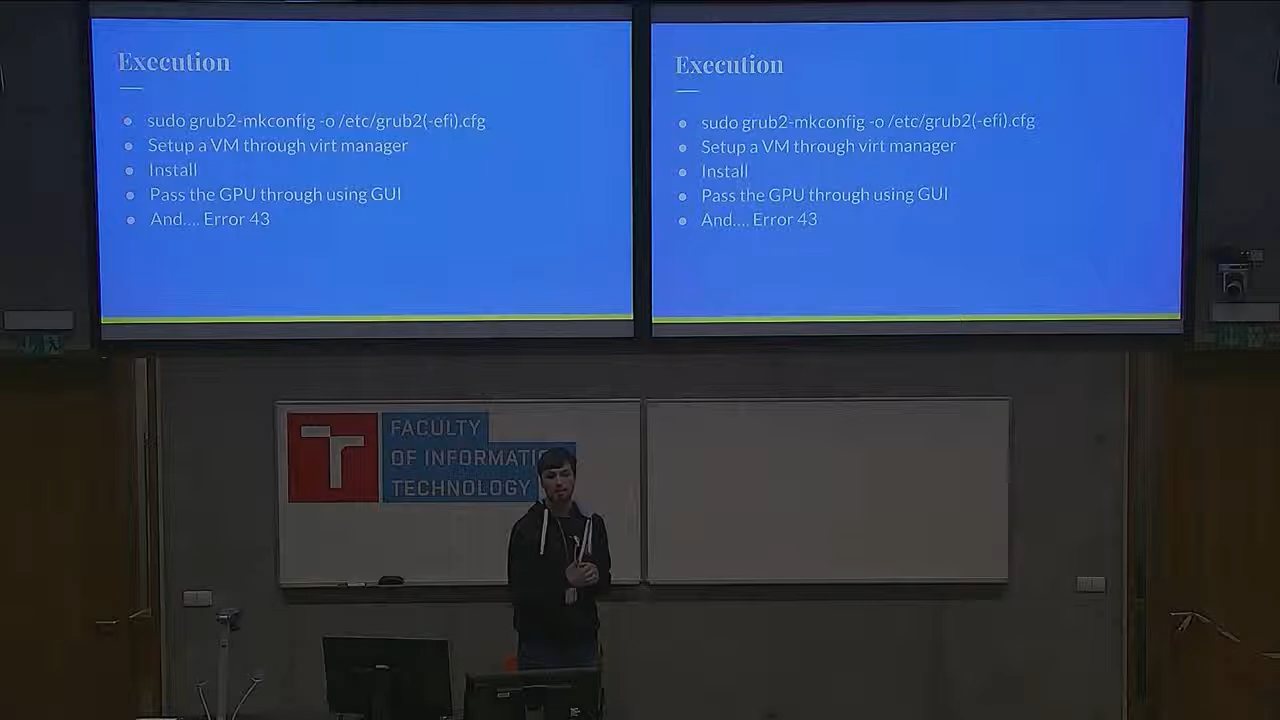 Execution
sudo grub2-mkconfig -o /etc/grub2(-efi).cfg
Setup a VM through virt manager
Install
Pass the GPU through using GUI
And.... Error 43
Execution
sudo grub2-mkconfig -o /etc/grub2(-efi).cfg
Setup a VM through virt manager
Install
Pass the GPU through using GUI
And.... Error 43
FACULTY
OF INFORMATIC
TECHNOLOGY